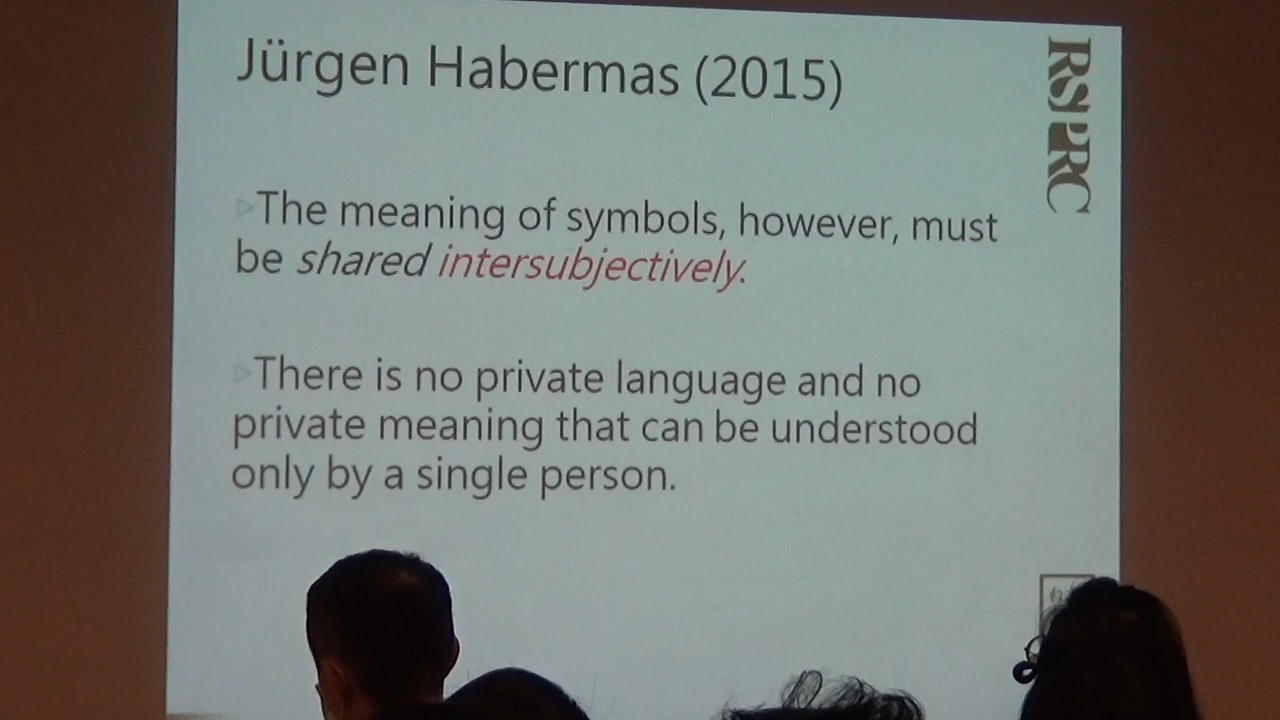 Jürgen Habermas (2015)
RSPRC
The meaning of symbols, however, must
be shared intersubjectively.
There is no private language and no
private meaning that can be understood
only by a single person.